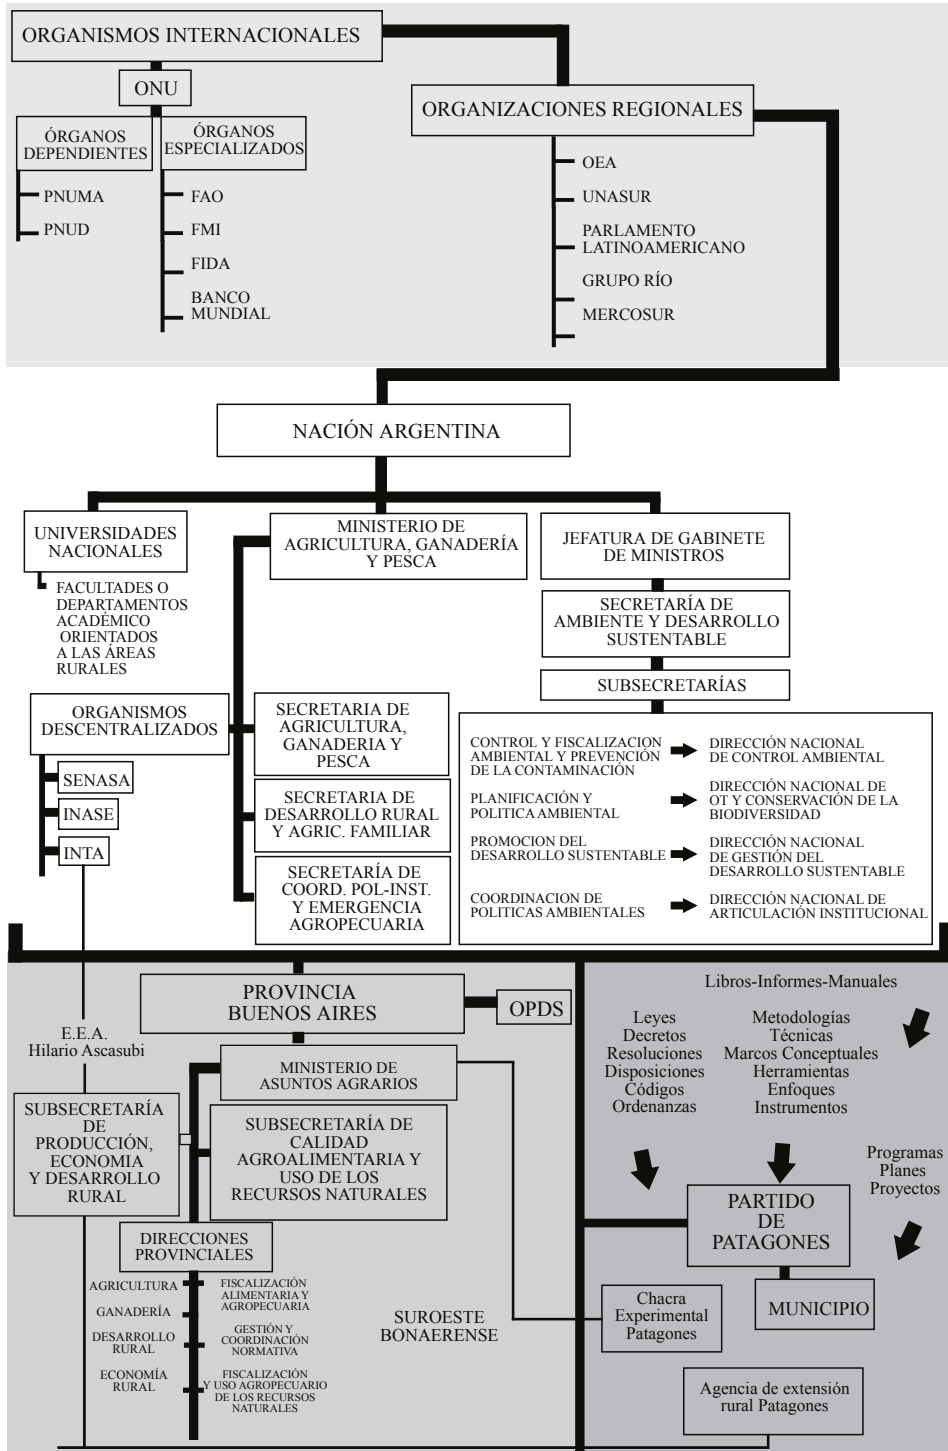 ORGANISMOS INTERNACIONALES
ONU
ÓRGANOS
DEPENDIENTES
PNUMA
PNUD
ÓRGANOS
ESPECIALIZADOS
FAO
FMI
FIDA
BANCO
MUNDIAL
ORGANIZACIONES REGIONALES
OEA
UNASUR
PARLAMENTO
LATINOAMERICANO
GRUPO RÍO
MERCOSUR
NACIÓN ARGENTINA
UNIVERSIDADES
NACIONALES
FACULTADES O
DEPARTAMENTOS
ACADÉMICO
ORIENTADOS
A LAS ÁREAS
RURALES
MINISTERIO DE
AGRICULTURA, GANADERÍA
Y PESCA
ORGANISMOS
DESCENTRALIZADOS
SENASA
INASE
INTA
SECRETARIA DE
AGRICULTURA,
GANADERIA Y
PESCA
SECRETARIA DE
DESARROLLO RURAL
Y AGRIC. FAMILIAR
SECRETARÍA DE
COORD. POL-INST.
Y EMERGENCIA
AGROPECUARIA
JEFATURA DE GABINETE
DE MINISTROS
SECRETARÍA DE
AMBIENTE Y DESARROLLO
SUSTENTABLE
SUBSECRETARÍAS
CONTROL Y FISCALIZACION
AMBIENTAL Y PREVENCIÓN
DE LA CONTAMINACIÓN
DIRECCIÓN NACIONAL
DE CONTROL AMBIENTAL
PLANIFICACIÓN Y
POLITICA AMBIENTAL
DIRECCIÓN NACIONAL DE
OT Y CONSERVACIÓN DE LA
BIODIVERSIDAD
PROMOCION DEL
DESARROLLO SUSTENTABLE
DIRECCIÓN NACIONAL
DE GESTIÓN DEL
DESARROLLO SUSTENTABLE
COORDINACION DE
POLITICAS AMBIENTALES
DIRECCIÓN NACIONAL DE
ARTICULACIÓN INSTITUCIONAL
PROVINCIA
BUENOS AIRES
OPDS
E.E.A.
Hilario Ascasubi
MINISTERIO DE
ASUNTOS AGRARIOS
SUBSECRETARÍA
DE
PRODUCCIÓN,
ECONOMIA
Y DESARROLLO
RURAL
SUBSECRETARÍA DE
CALIDAD
AGROALIMENTARIA Y
USO DE LOS
RECURSOS NATURALES
DIRECCIONES
PROVINCIALES
AGRICULTURA
GANADERÍA
DESARROLLO
RURAL
ECONOMÍA
RURAL
FISCALIZACIÓN
ALIMENTARIA Y
AGROPECUARIA
GESTIÓN Y
COORDINACIÓN
NORMATIVA
FISCALIZACIÓN
Y USO AGROPECUARIO
DE LOS RECURSOS
NATURALES
SUROESTE
BONAERENSE
Libros-Informes-Manuales
Leyes
Decretos
Resoluciones
Disposiciones
Códigos
Ordenanzas
Metodologías
Técnicas
Marcos Conceptuales
Herramientas
Enfoques
Instrumentos
Programas
Planes
Proyectos
PARTIDO
DE
PATAGONES
MUNICIPIO
Chacra
Experimental
Patagones
Agencia de extensión
rural Patagones